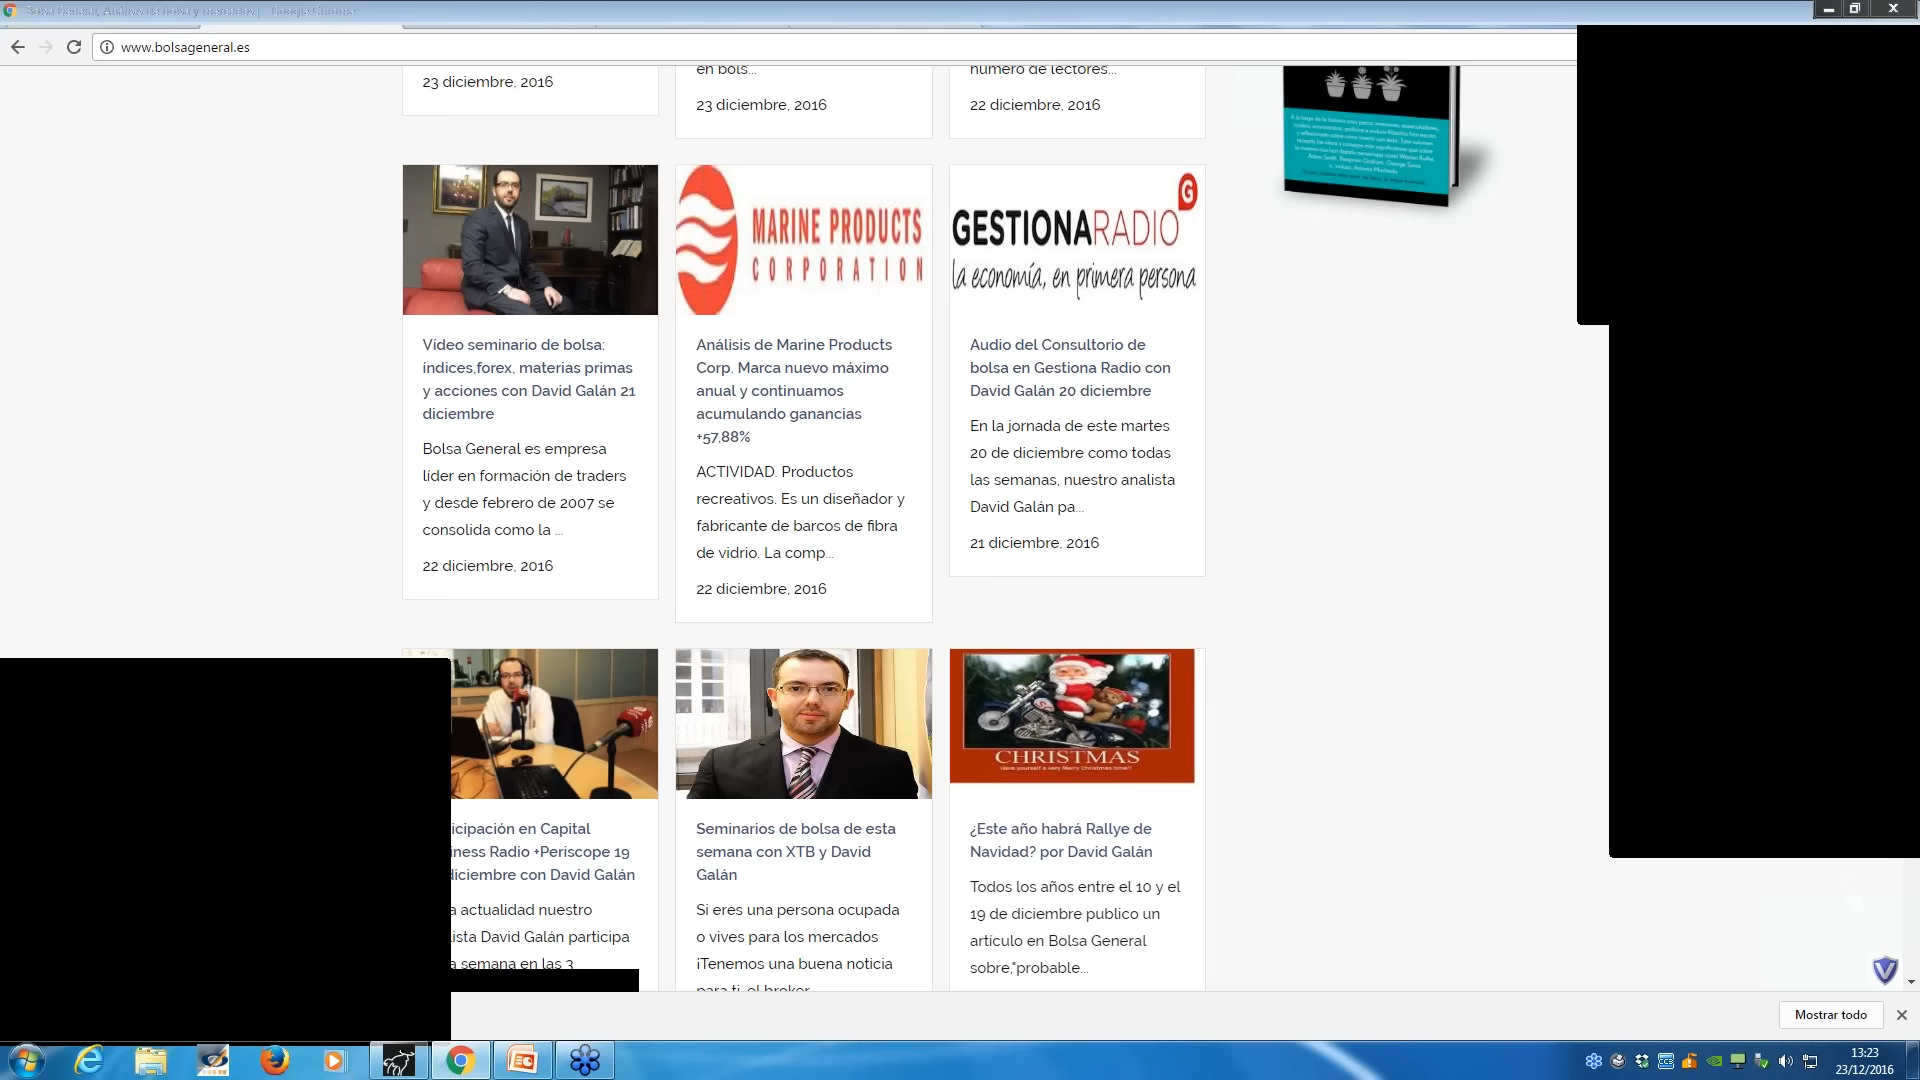 Bolsa General, Análisis de bolsa y mercados | - Google Chrome
www.bolsageneral.es
23 diciembre, 2016
en bols...
23 diciembre, 2016
número de lectores...
22 diciembre, 2016
MARINE PRODUCTS
CORPORATION
GESTIONARADIO
G
la economía, en primera persona
Vídeo seminario de bolsa:
índices,forex, materias primas
y acciones con David Galán 21
diciembre
Bolsa General es empresa
líder en formación de traders
y desde febrero de 2007 se
consolida como la ...
22 diciembre, 2016
Análisis de Marine Products
Corp. Marca nuevo máximo
anual y continuamos
acumulando ganancias
+57,88%
ACTIVIDAD. Productos
recreativos. Es un diseñador y
fabricante de barcos de fibra
de vidrio. La comp...
22 diciembre, 2016
Audio del Consultorio de
bolsa en Gestiona Radio con
David Galán 20 diciembre
En la jornada de este martes
20 de diciembre como todas
las semanas, nuestro analista
David Galán pa...
21 diciembre, 2016
CHRISTMAS
Have yourself a very Merry Christmas time!!
icipación en Capital
iness Radio +Periscope 19
diciembre con David Galán
a actualidad nuestro
lista David Galán participa
a semana en las 3
Seminarios de bolsa de esta
semana con XTB y David
Galán
Si eres una persona ocupada
o vives para los mercados
¡Tenemos una buena noticia
para ti, el broker
¿Este año habrá Rallye de
Navidad? por David Galán
Todos los años entre el 10 y el
19 de diciembre publico un
artículo en Bolsa General
sobre,"probable...
Mostrar todo
13:23
23/12/2016